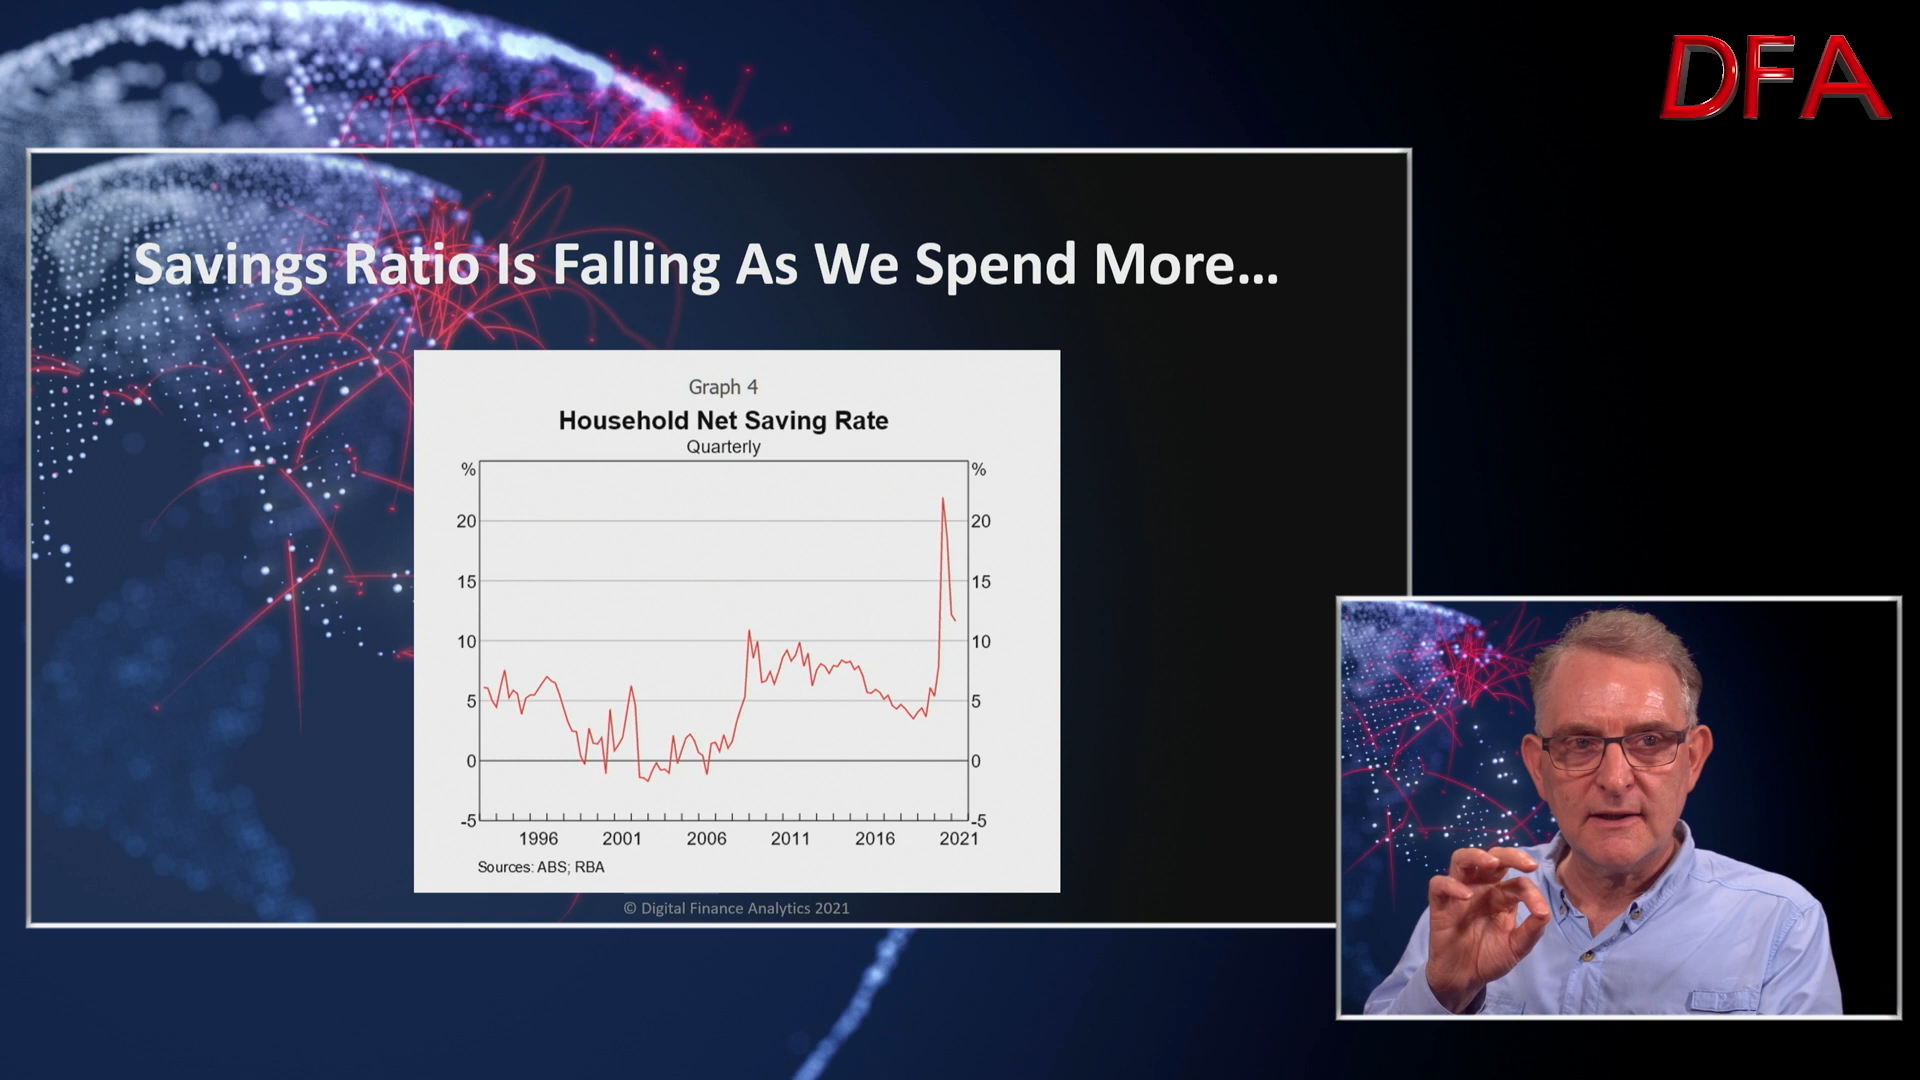 DFA
Savings Ratio Is Falling As We Spend More...
Graph 4
Household Net Saving Rate
Quarterly
% %
20 20
15 15
10 10
5 5
0 0
-5 -5
1996 2001 2006 2011 2016 2021
Sources: ABS; RBA
© Digital Finance Analytics 2021